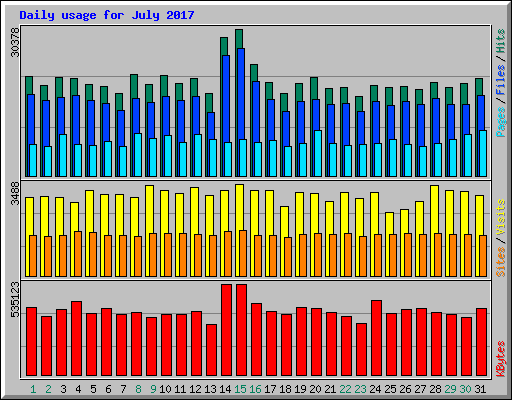 Daily usage for July 2017
30378
Pages / Files / Hits
3488
Sites / Visits
535123
KBytes
1 2 3 4 5 6 7 8 9 10 11 12 13 14 15 16 17 18 19 20 21 22 23 24 25 26 27 28 29 30 31